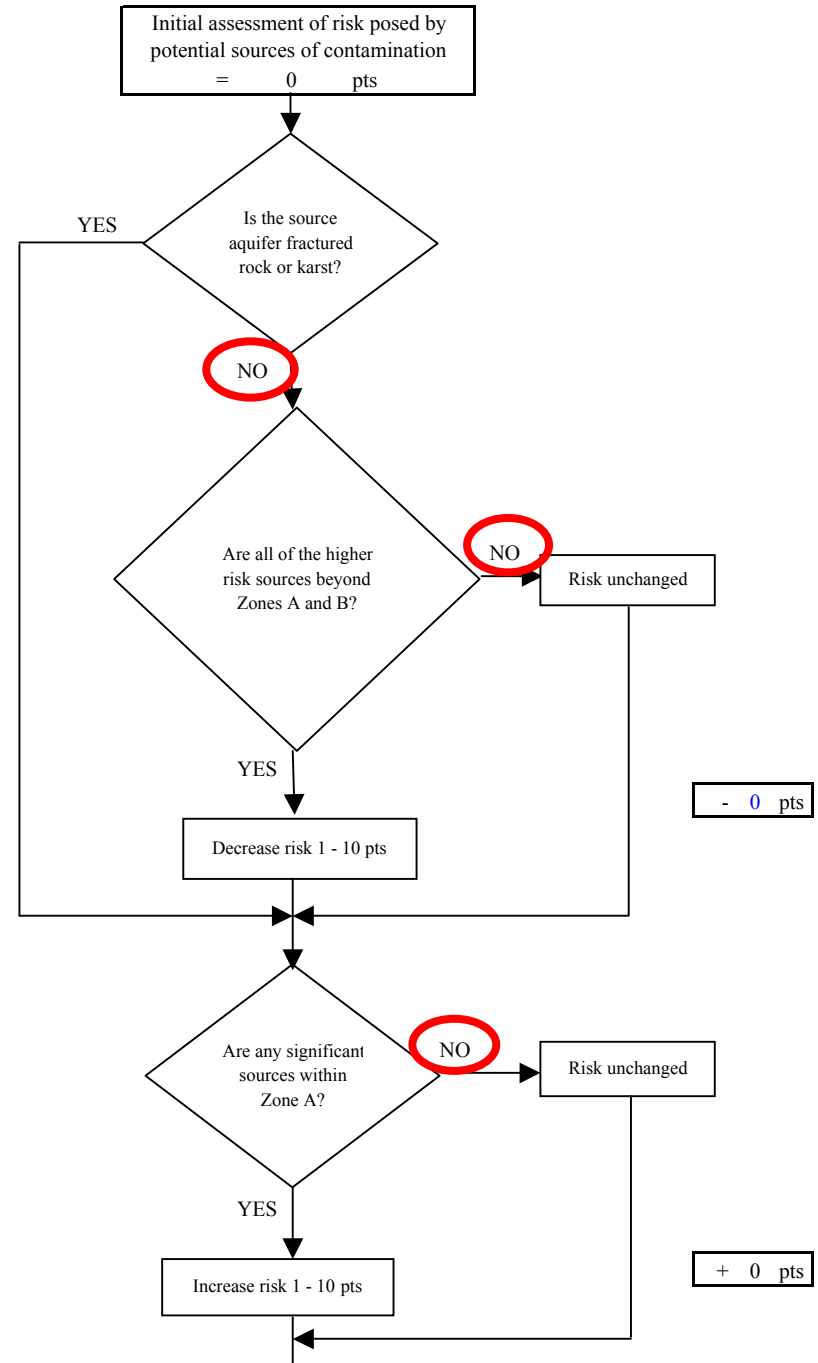 Initial assessment of risk posed by
potential sources of contamination
= 0 pts
YES
Is the source
aquifer fractured
rock or karst?
NO
Are all of the higher
risk sources beyond
Zones A and B?
NO
Risk unchanged
YES
- 0 pts
Decrease risk 1 - 10 pts
Are any significant
sources within
Zone A?
NO
Risk unchanged
YES
+ 0 pts
Increase risk 1 - 10 pts